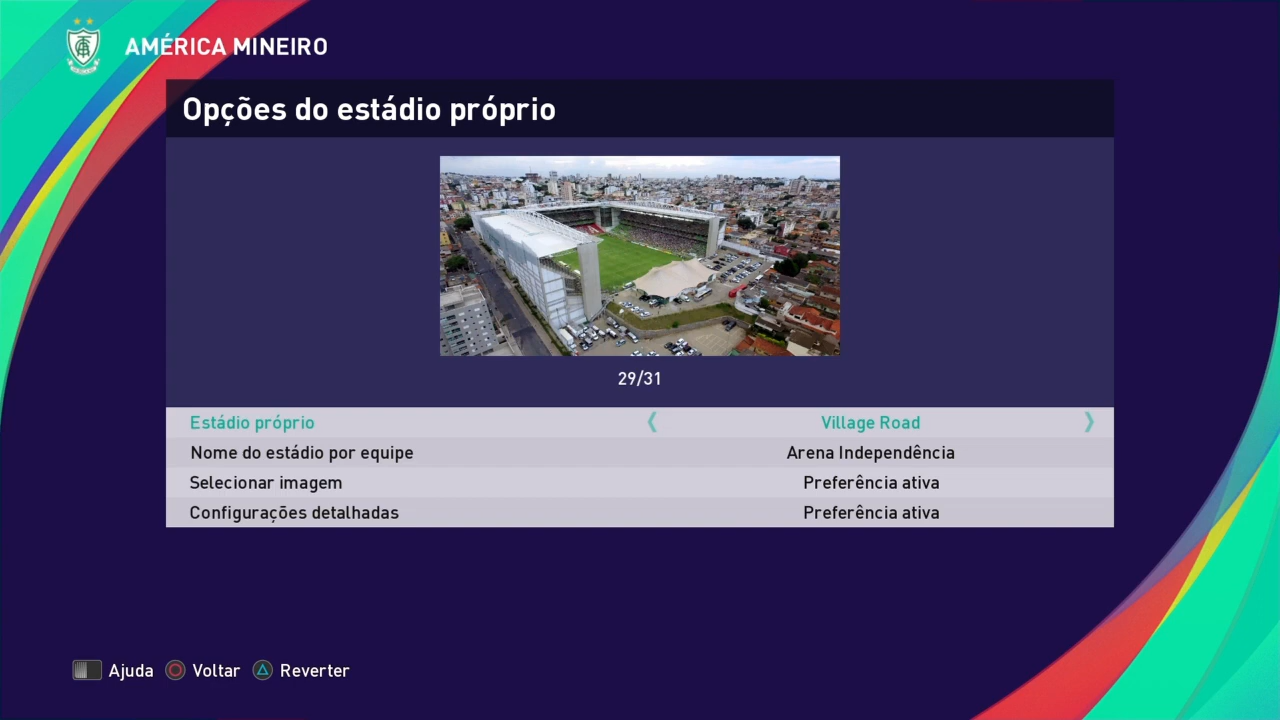 AMÉRICA MINEIRO
Opções do estádio próprio
29/31
Estádio próprio Village Road
Nome do estádio por equipe Arena Independência
Selecionar imagem Preferência ativa
Configurações detalhadas Preferência ativa
Ajuda Voltar Reverter